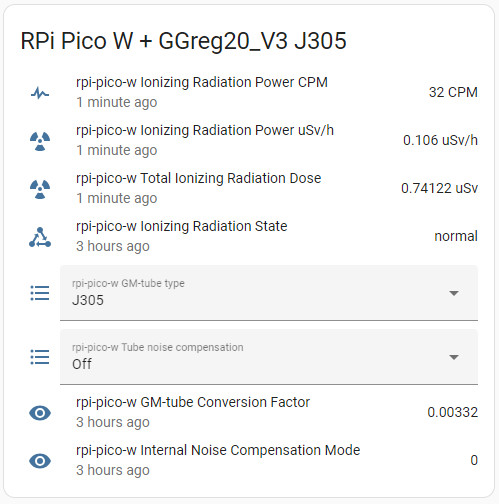 RPi Pico W + GGreg20_V3 J305
rpi-pico-w Ionizing Radiation Power CPM
1 minute ago
32 CPM
rpi-pico-w Ionizing Radiation Power uSv/h
1 minute ago
0.106 uSv/h
rpi-pico-w Total Ionizing Radiation Dose
1 minute ago
0.74122 uSv
rpi-pico-w Ionizing Radiation State
3 hours ago
normal
rpi-pico-w GM-tube type
J305
rpi-pico-w Tube noise compensation
Off
rpi-pico-w GM-tube Conversion Factor
3 hours ago
0.00332
rpi-pico-w Internal Noise Compensation Mode
3 hours ago
0